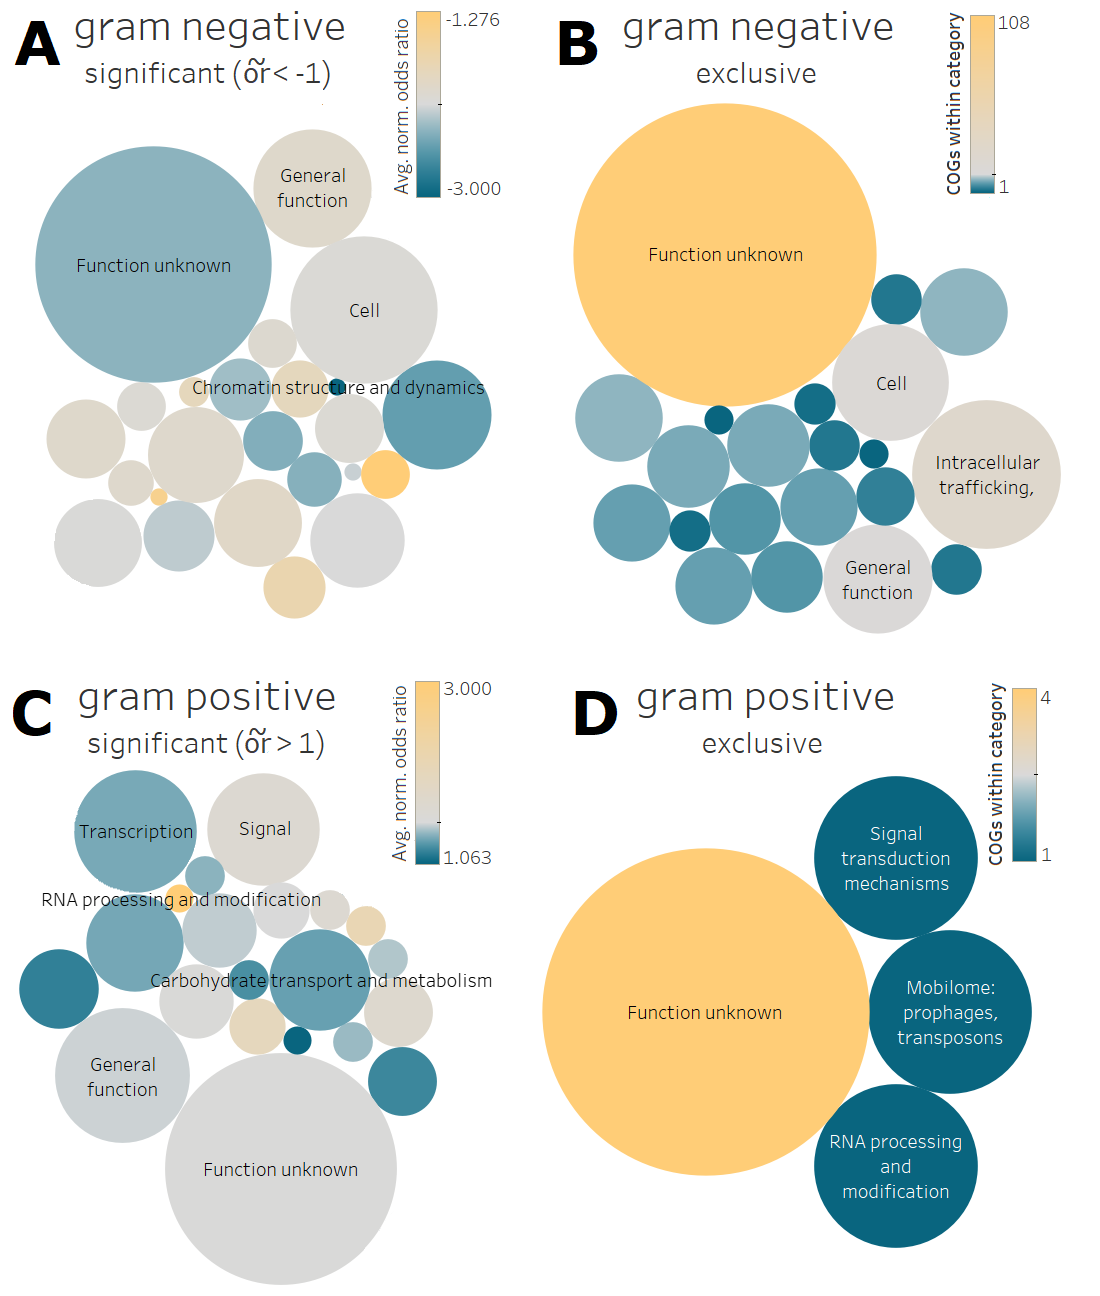 A
gram negative
significant (õr < -1)
Avg. norm. odds ratio
-1.276
-3.000
General
function
Function unknown
Cell
Chromatin structure and dynamics
B
gram negative
exclusive
COGs within category
108
1
Function unknown
Cell
Intracellular
trafficking,
General
function
C
gram positive
significant (õr > 1)
Avg. norm. odds ratio
3.000
1.063
Transcription
Signal
RNA processing and modification
Carbohydrate transport and metabolism
General
function
Function unknown
D
gram positive
exclusive
COGs within category
4
1
Signal
transduction
mechanisms
Function unknown
Mobilome:
prophages,
transposons
RNA processing
and
modification